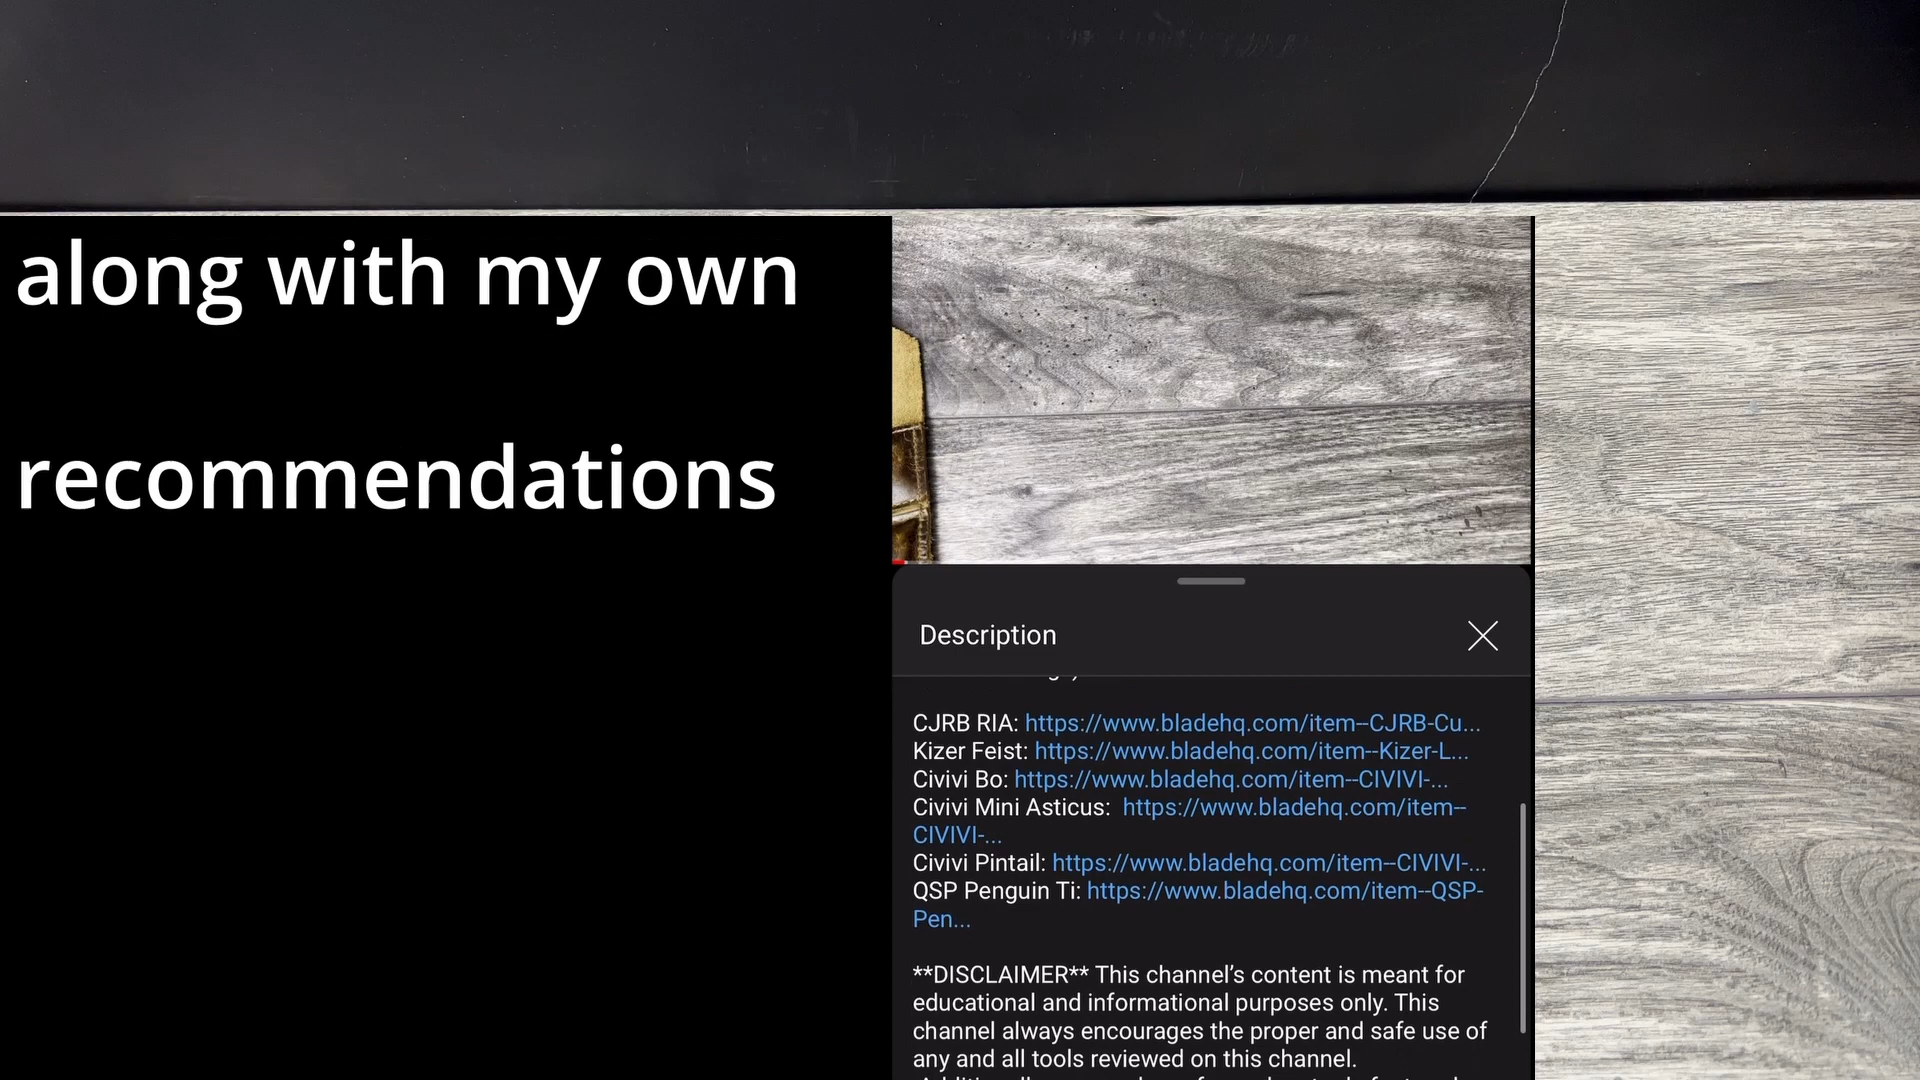 along with my own
recommendations
Description
CJRB RIA: https://www.bladehq.com/item--CJRB-Cu...
Kizer Feist: https://www.bladehq.com/item--Kizer-L...
Civivi Bo: https://www.bladehq.com/item--CIVIVI-...
Civivi Mini Asticus: https://www.bladehq.com/item--
CIVIVI-...
Civivi Pintail: https://www.bladehq.com/item--CIVIVI-...
QSP Penguin Ti: https://www.bladehq.com/item--QSP-
Pen...
**DISCLAIMER** This channel’s content is meant for
educational and informational purposes only. This
channel always encourages the proper and safe use of
any and all tools reviewed on this channel.